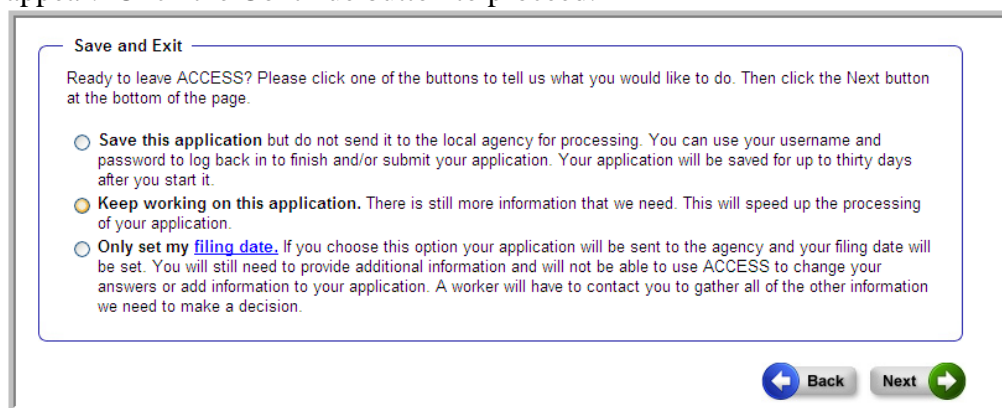 Save and Exit
Ready to leave ACCESS? Please click one of the buttons to tell us what you would like to do. Then click the Next button
at the bottom of the page.
Save this application but do not send it to the local agency for processing. You can use your username and
password to log back in to finish and/or submit your application. Your application will be saved for up to thirty days
after you start it.
Keep working on this application. There is still more information that we need. This will speed up the processing
of your application.
Only set my filing date. If you choose this option your application will be sent to the agency and your filing date will
be set. You will still need to provide additional information and will not be able to use ACCESS to change your
answers or add information to your application. A worker will have to contact you to gather all of the other information
we need to make a decision.
Back Next